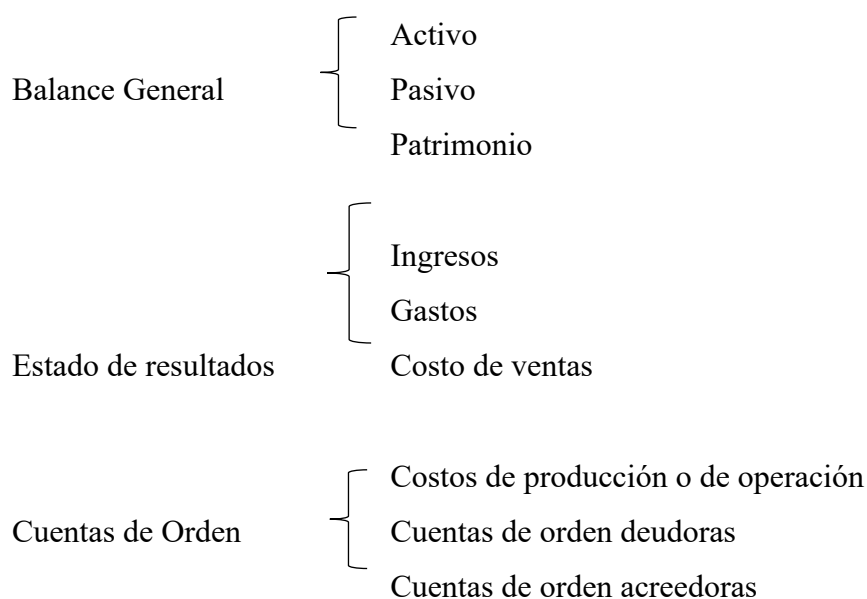 Activo
Balance General
Pasivo
Patrimonio
Ingresos
Gastos
Estado de resultados
Costo de ventas
Costos de producción o de operación
Cuentas de Orden
Cuentas de orden deudoras
Cuentas de orden acreedoras